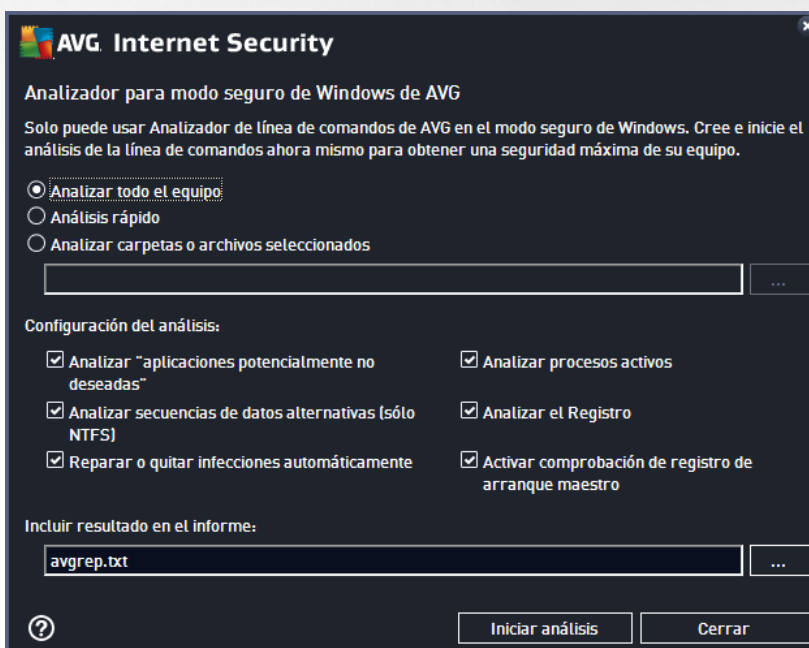 AVG. Internet Security
Analizador para modo seguro de Windows de AVG
Solo puede usar Analizador de línea de comandos de AVG en el modo seguro de Windows. Cree e inicie el
análisis de la línea de comandos ahora mismo para obtener una seguridad máxima de su equipo.
Analizar todo el equipo
Análisis rápido
Analizar carpetas o archivos seleccionados
...
Configuración del análisis:
Analizar "aplicaciones potencialmente no
deseadas"
Analizar procesos activos
Analizar secuencias de datos alternativas (sólo
NTFS)
Analizar el Registro
Reparar o quitar infecciones automáticamente
Activar comprobación de registro de
arranque maestro
Incluir resultado en el informe:
avgrep.txt
...
?
Iniciar análisis
Cerrar